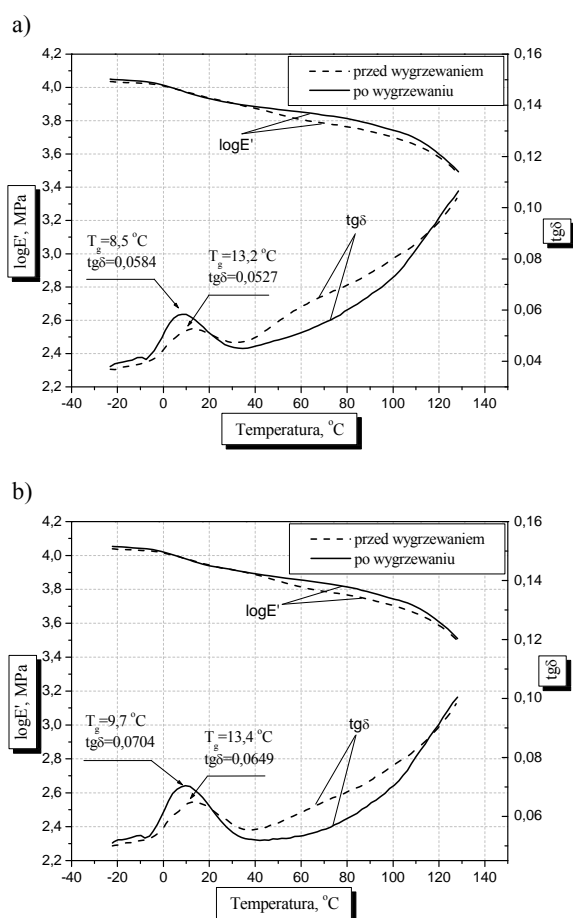 a)
4,2
4,0
3,8
3,6
3,4
3,2
3,0
2,8
2,6
2,4
2,2
logE', MPa
0,16
0,14
0,12
0,10
0,08
0,06
0,04
tgδ
przed wygrzewaniem
po wygrzewaniu
logE'
tgδ
T_g=8,5 °C
tgδ=0,0584
T_g=13,2 °C
tgδ=0,0527
-40 -20 0 20 40 60 80 100 120 140
Temperatura, °C
b)
4,2
4,0
3,8
3,6
3,4
3,2
3,0
2,8
2,6
2,4
2,2
logE', MPa
0,16
0,14
0,12
0,10
0,08
0,06
tgδ
przed wygrzewaniem
po wygrzewaniu
logE'
tgδ
T_g=9,7 °C
tgδ=0,0704
T_g=13,4 °C
tgδ=0,0649
-40 -20 0 20 40 60 80 100 120 140
Temperatura, °C